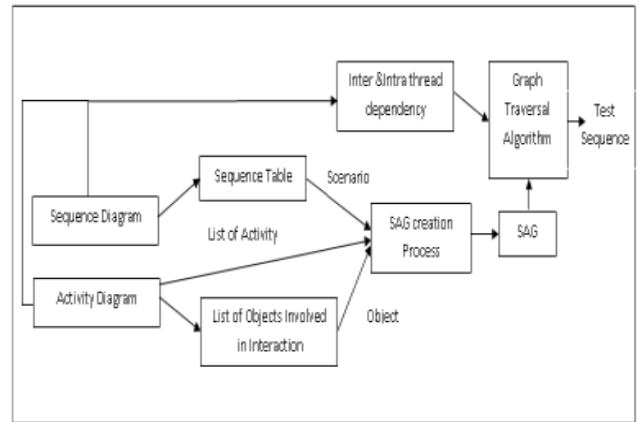 Inter &Intra thread
dependency
Graph
Traversal
Algorithm
Test
Sequence
Sequence Table
Scenario
Sequence Diagram
List of Activity
SAG creation
Process
SAG
Activity Diagram
List of Objects Involved
in Interaction
Object